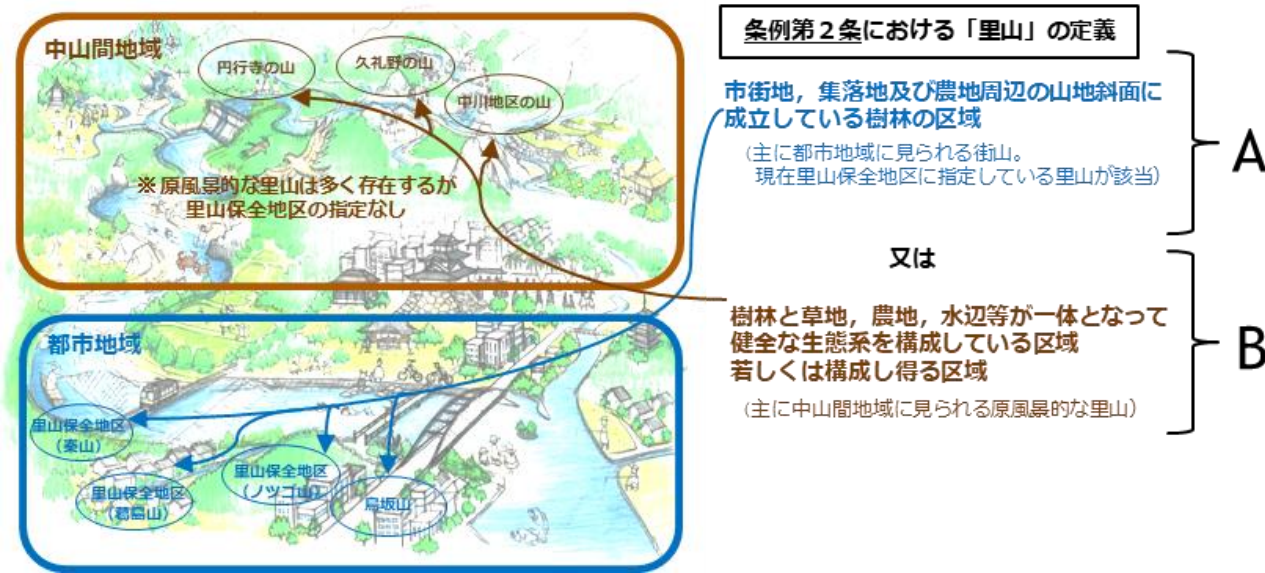 中山間地域
円行寺の山
久礼野の山
中川地区の山
※原風景的な里山は多く存在するが
里山保全地区の指定なし
都市地域
里山保全地区
(秦山)
里山保全地区
(葛島山)
里山保全地区
(ノツゴ山)
烏坂山
条例第2条における「里山」の定義
市街地，集落地及び農地周辺の山地斜面に
成立している樹林の区域
(主に都市地域に見られる街山。
現在里山保全地区に指定している里山が該当)
A
又は
樹林と草地，農地，水辺等が一体となって
健全な生態系を構成している区域
若しくは構成し得る区域
(主に中山間地域に見られる原風景的な里山)
B